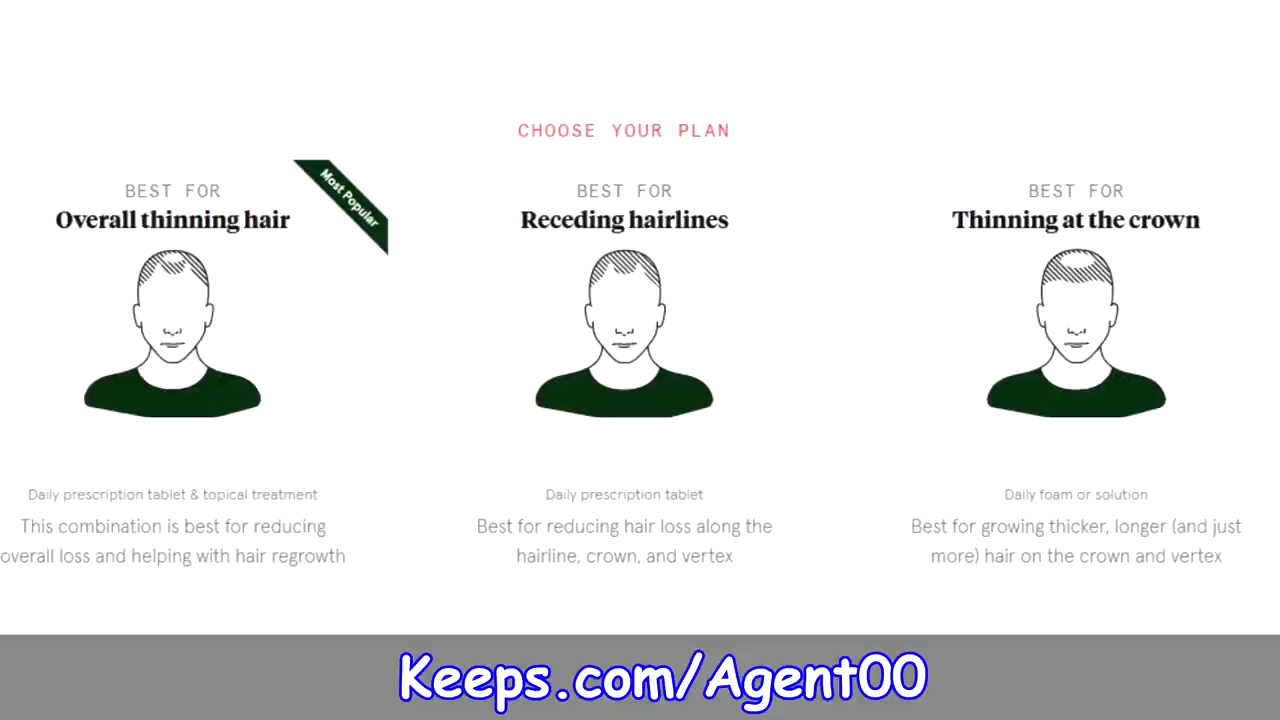 CHOOSE YOUR PLAN
BEST FOR
Overall thinning hair
Most Popular
Daily prescription tablet & topical treatment
This combination is best for reducing
overall loss and helping with hair regrowth
BEST FOR
Receding hairlines
Daily prescription tablet
Best for reducing hair loss along the
hairline, crown, and vertex
BEST FOR
Thinning at the crown
Daily foam or solution
Best for growing thicker, longer (and just
more) hair on the crown and vertex
Keeps.com/Agent00